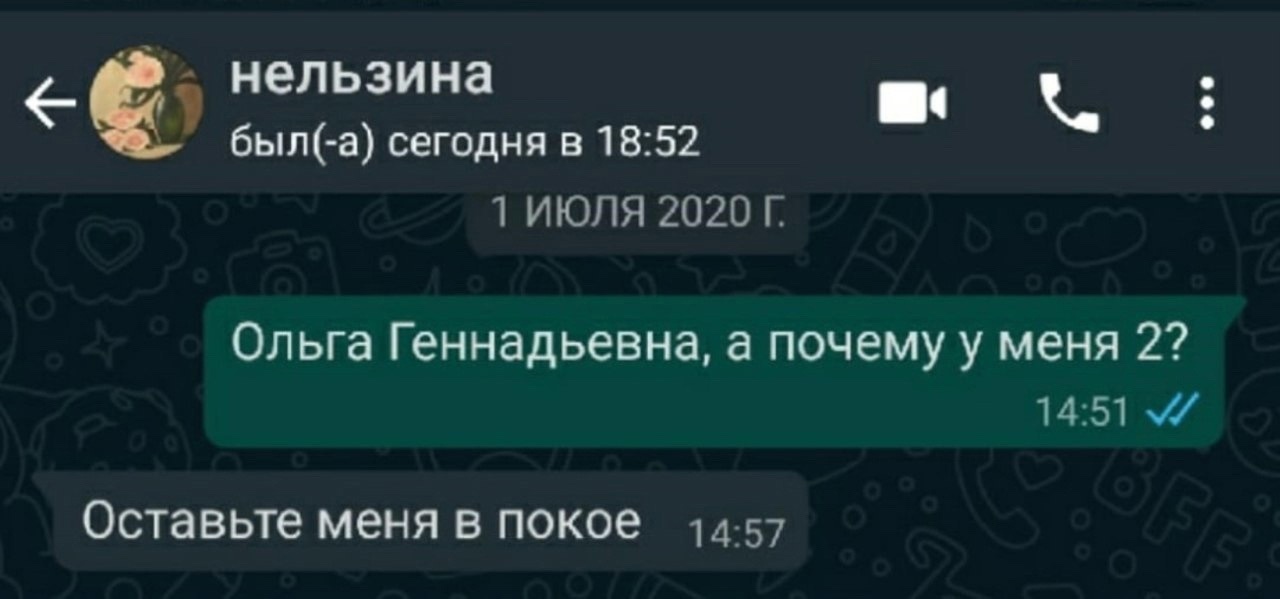 нельзина
был(-а) сегодня в 18:52
1 ИЮЛЯ 2020 Г.
Ольга Геннадьевна, а почему у меня 2?
14:51
Оставьте меня в покое 14:57